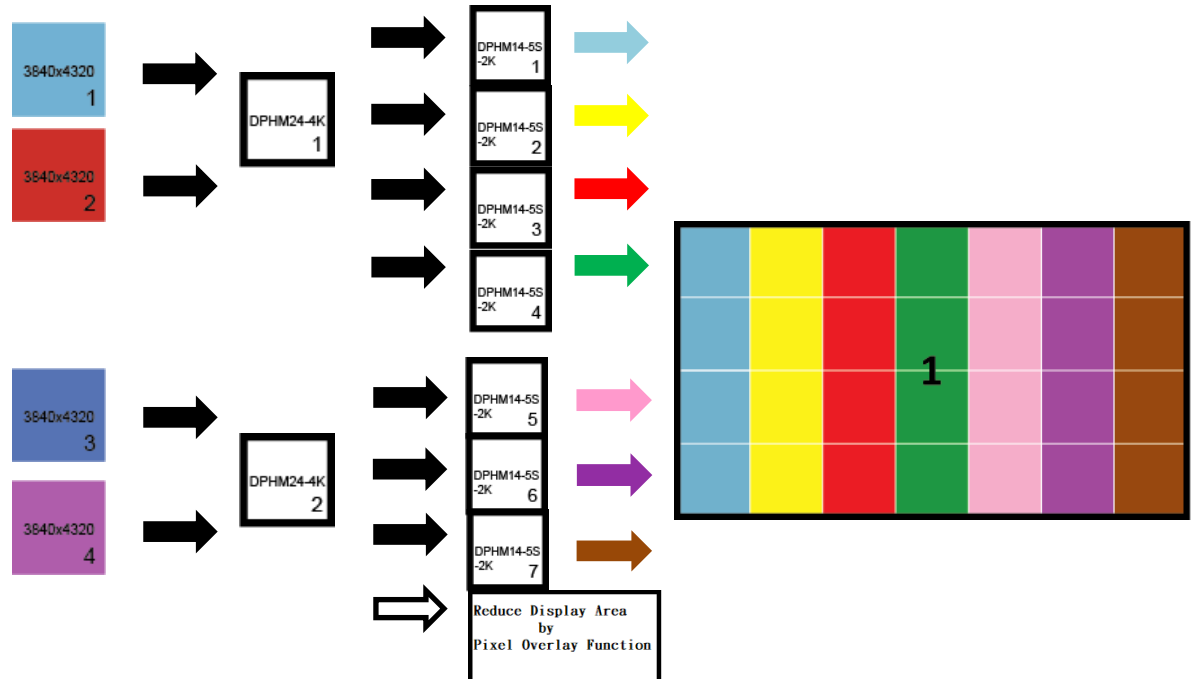 3840x4320
1
3840x4320
2
DPHM24-4K
1
DPHM14-5S
-2K
1
DPHM14-5S
-2K
2
DPHM14-5S
-2K
3
DPHM14-5S
-2K
4
1
3840x4320
3
3840x4320
4
DPHM24-4K
2
DPHM14-5S
-2K
5
DPHM14-5S
-2K
6
DPHM14-5S
-2K
7
Reduce Display Area
by
Pixel Overlay Function